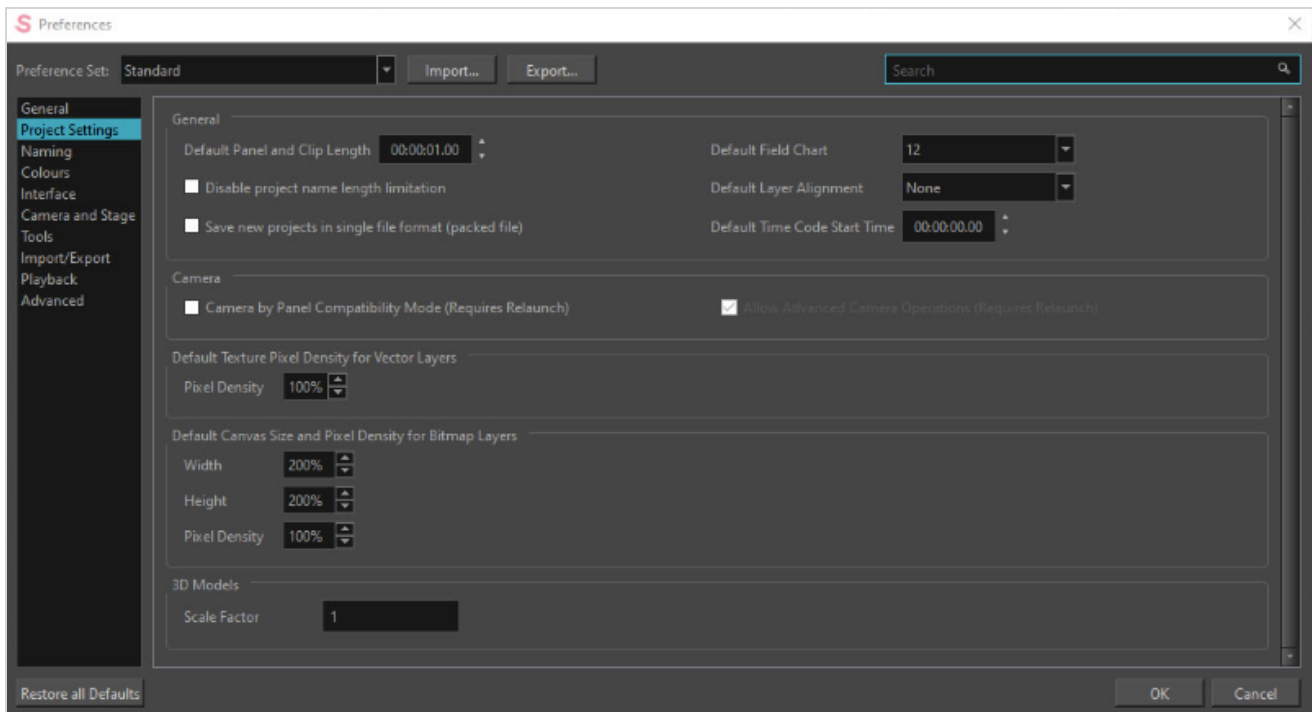 S Preferences
Preference Set: Standard Import... Export... Search
General
Project Settings
Naming
Colours
Interface
Camera and Stage
Tools
Import/Export
Playback
Advanced
General
Default Panel and Clip Length 00:00:01.00 Default Field Chart 12
Disable project name length limitation Default Layer Alignment None
Save new projects in single file format (packed file) Default Time Code Start Time 00:00:00.00
Camera
Camera by Panel Compatibility Mode (Requires Relaunch) Allow Advanced Camera Operations (Requires Relaunch)
Default Texture Pixel Density for Vector Layers
Pixel Density 100%
Default Canvas Size and Pixel Density for Bitmap Layers
Width 200%
Height 200%
Pixel Density 100%
3D Models
Scale Factor 1
Restore all Defaults OK Cancel